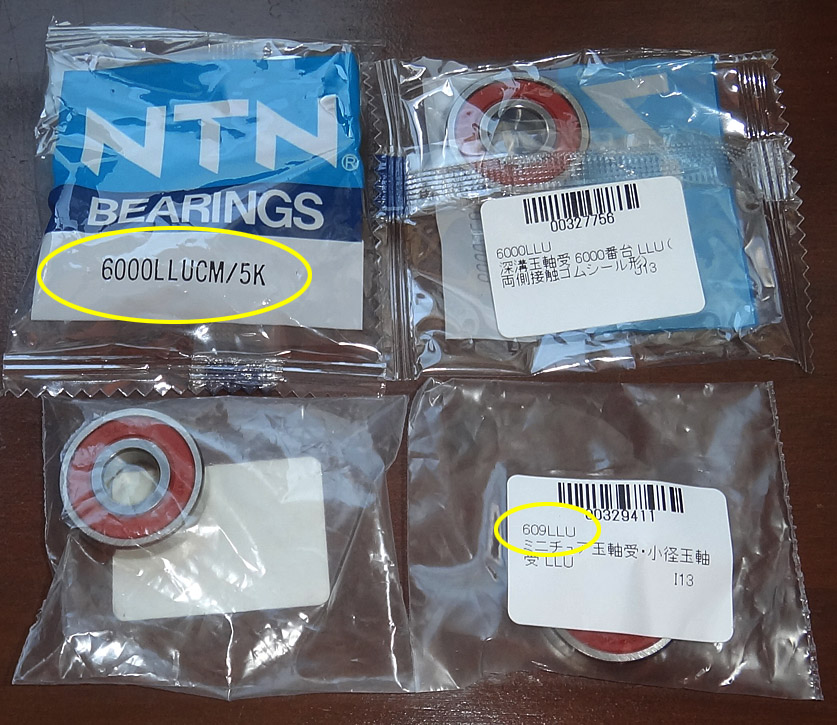 NTN®
BEARINGS
6000LLUCM/5K
00327756
6000LLU
深溝玉軸受 6000番台 LLU(
両側接触ゴムシール形)
J13
00329411
609LLU
ミニチュア玉軸受・小径玉軸
受 LLU
I13